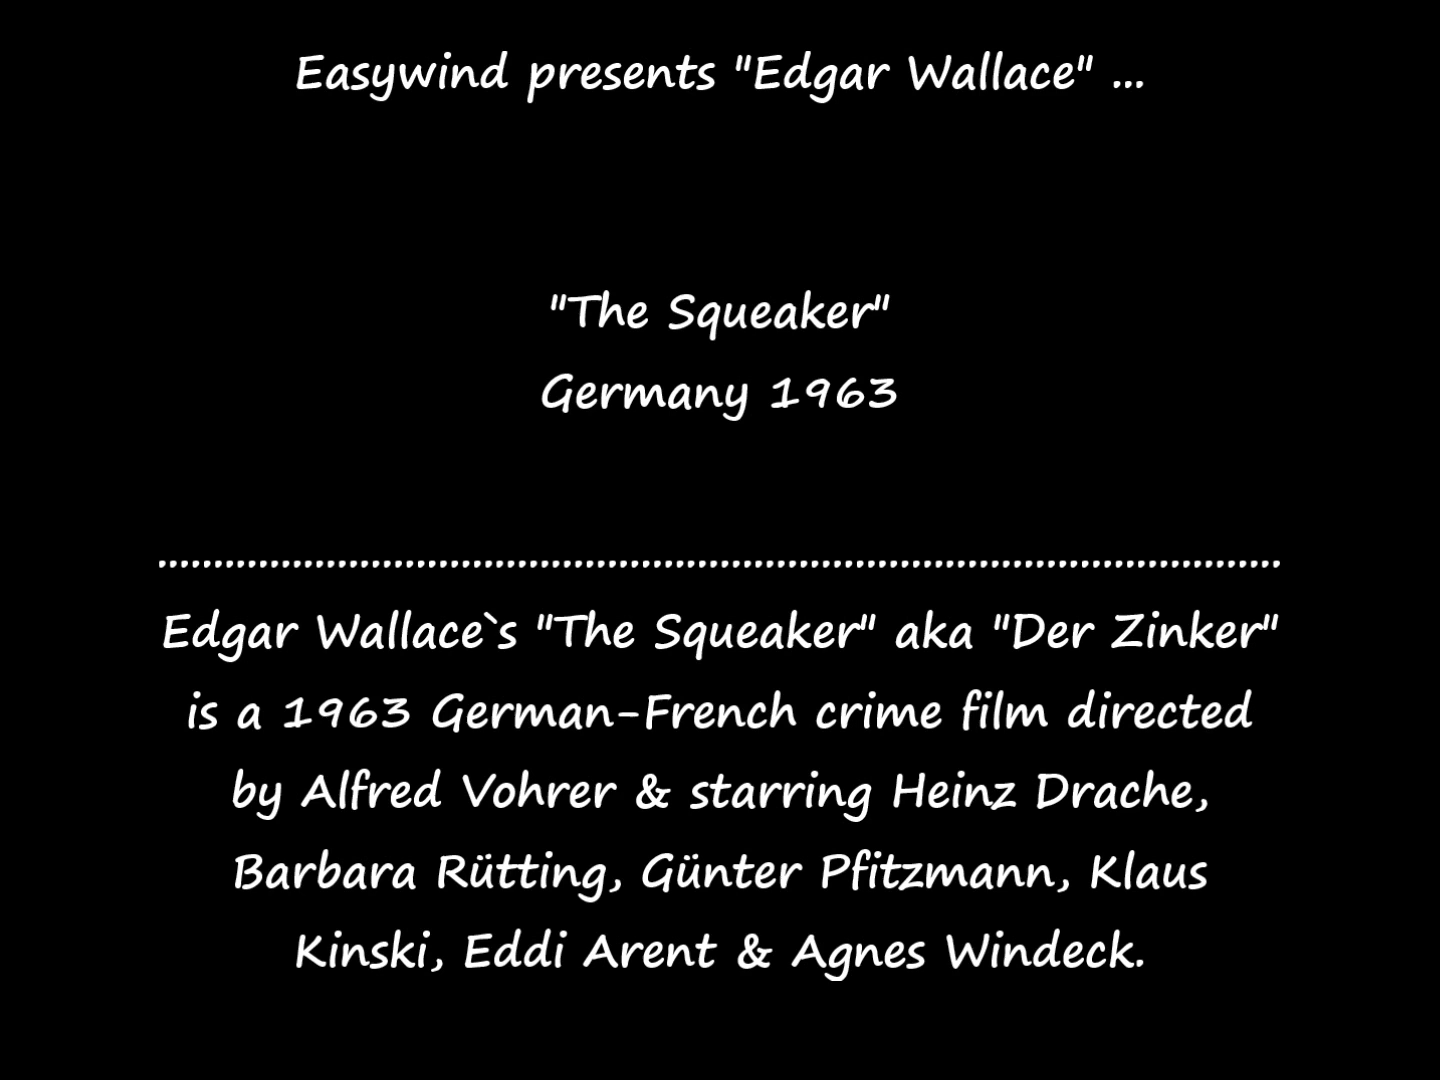 Easywind presents "Edgar Wallace" ...
"The Squeaker"
Germany 1963
....................................................................................................
Edgar Wallace`s "The Squeaker" aka "Der Zinker"
is a 1963 German-French crime film directed
by Alfred Vohrer & starring Heinz Drache,
Barbara Rütting, Günter Pfitzmann, Klaus
Kinski, Eddi Arent & Agnes Windeck.